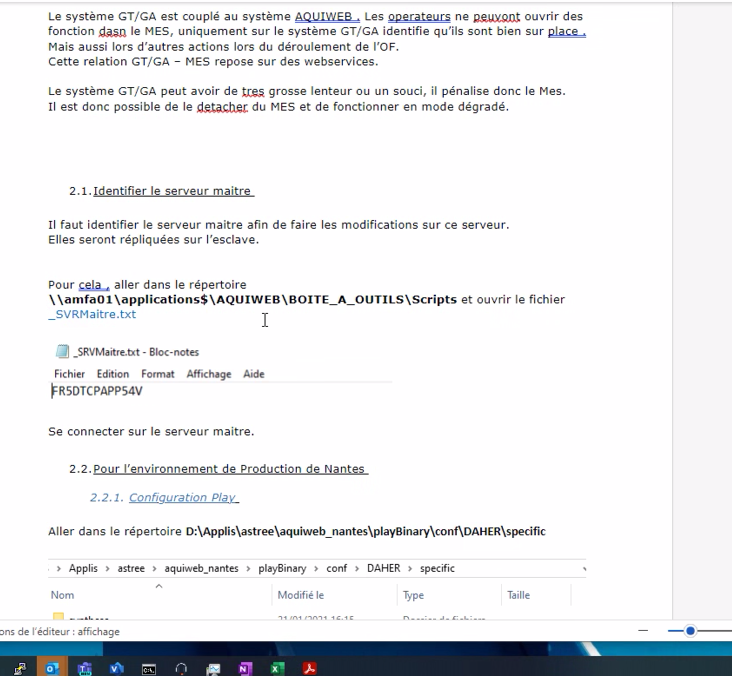 Le système GT/GA est couplé au système AQUIWEB . Les operateurs ne peuvont ouvrir des
fonction dasn le MES, uniquement sur le système GT/GA identifie qu'ils sont bien sur place .
Mais aussi lors d'autres actions lors du déroulement de l'OF.
Cette relation GT/GA – MES repose sur des webservices.
Le système GT/GA peut avoir de tres grosse lenteur ou un souci, il pénalise donc le Mes.
Il est donc possible de le detacher du MES et de fonctionner en mode dégradé.
2.1. Identifier le serveur maitre
Il faut identifier le serveur maitre afin de faire les modifications sur ce serveur.
Elles seront répliquées sur l'esclave.
Pour cela , aller dans le répertoire
\\amfa01\applications$\AQUIWEB\BOITE_A_OUTILS\Scripts et ouvrir le fichier
_SVRMaitre.txt
_SRVMaitre.txt - Bloc-notes
Fichier Edition Format Affichage Aide
FR5DTCPAPP54V
Se connecter sur le serveur maitre.
2.2. Pour l'environnement de Production de Nantes
2.2.1. Configuration Play
Aller dans le répertoire D:\Applis\astree\aquiweb_nantes\playBinary\conf\DAHER\specific
› Applis › astree › aquiweb_nantes › playBinary › conf › DAHER › specific
Nom Modifié le Type Taille
synthese 21/01/2021 16:15 Dossier de fichiers
ons de l'éditeur : affichage